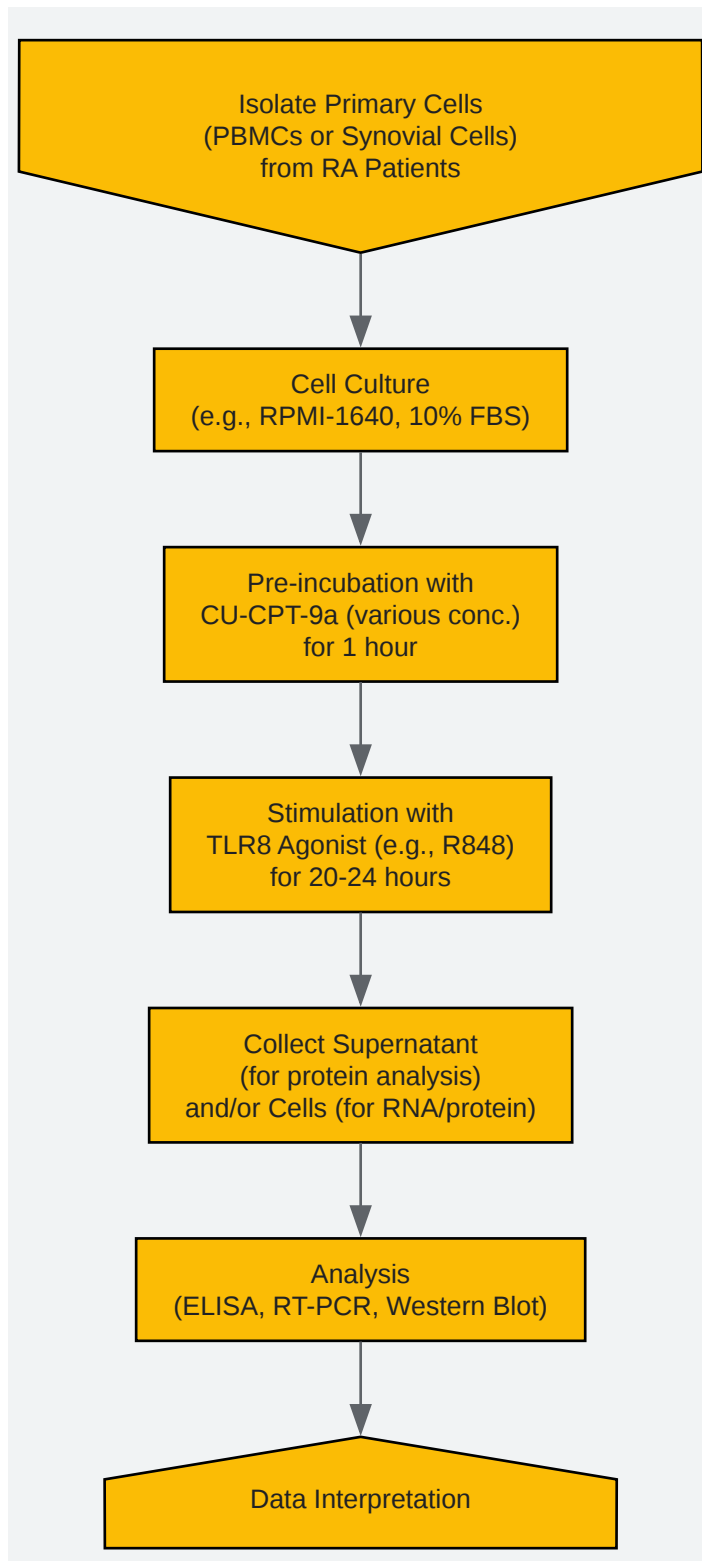 Isolate Primary Cells
(PBMCs or Synovial Cells)
from RA Patients
Cell Culture
(e.g., RPMI-1640, 10% FBS)
Pre-incubation with
CU-CPT-9a (various conc.)
for 1 hour
Stimulation with
TLR8 Agonist (e.g., R848)
for 20-24 hours
Collect Supernatant
(for protein analysis)
and/or Cells (for RNA/protein)
Analysis
(ELISA, RT-PCR, Western Blot)
Data Interpretation